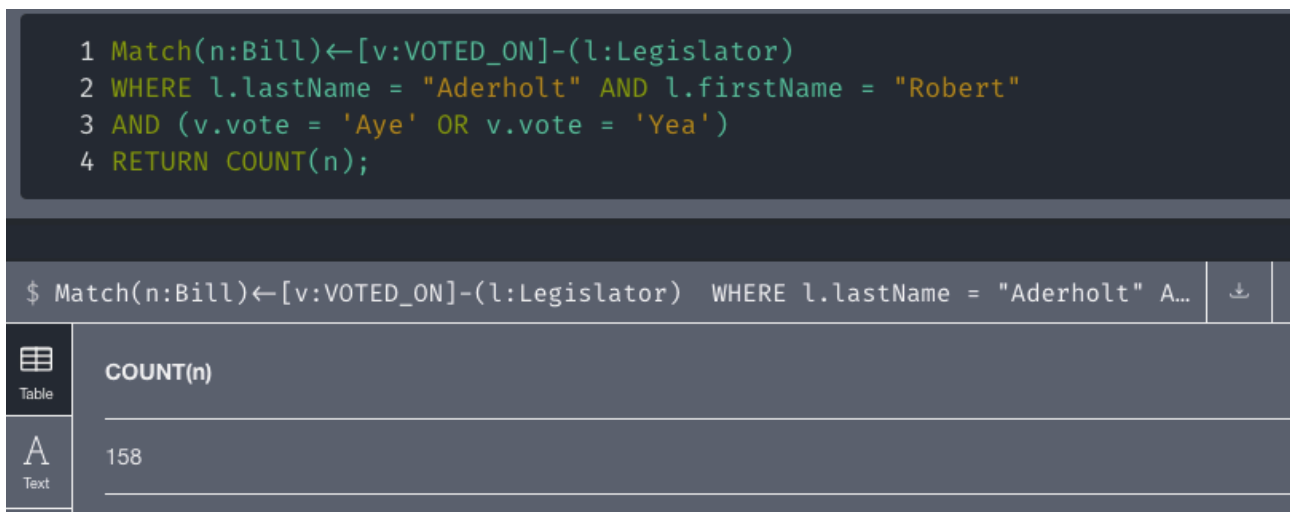 1 Match(n:Bill)←[v:VOTED_ON]-(l:Legislator)
2 WHERE l.lastName = "Aderholt" AND l.firstName = "Robert"
3 AND (v.vote = 'Aye' OR v.vote = 'Yea')
4 RETURN COUNT(n);
$ Match(n:Bill)←[v:VOTED_ON]-(l:Legislator)  WHERE l.lastName = "Aderholt" A…
Table
COUNT(n)
A
Text
158